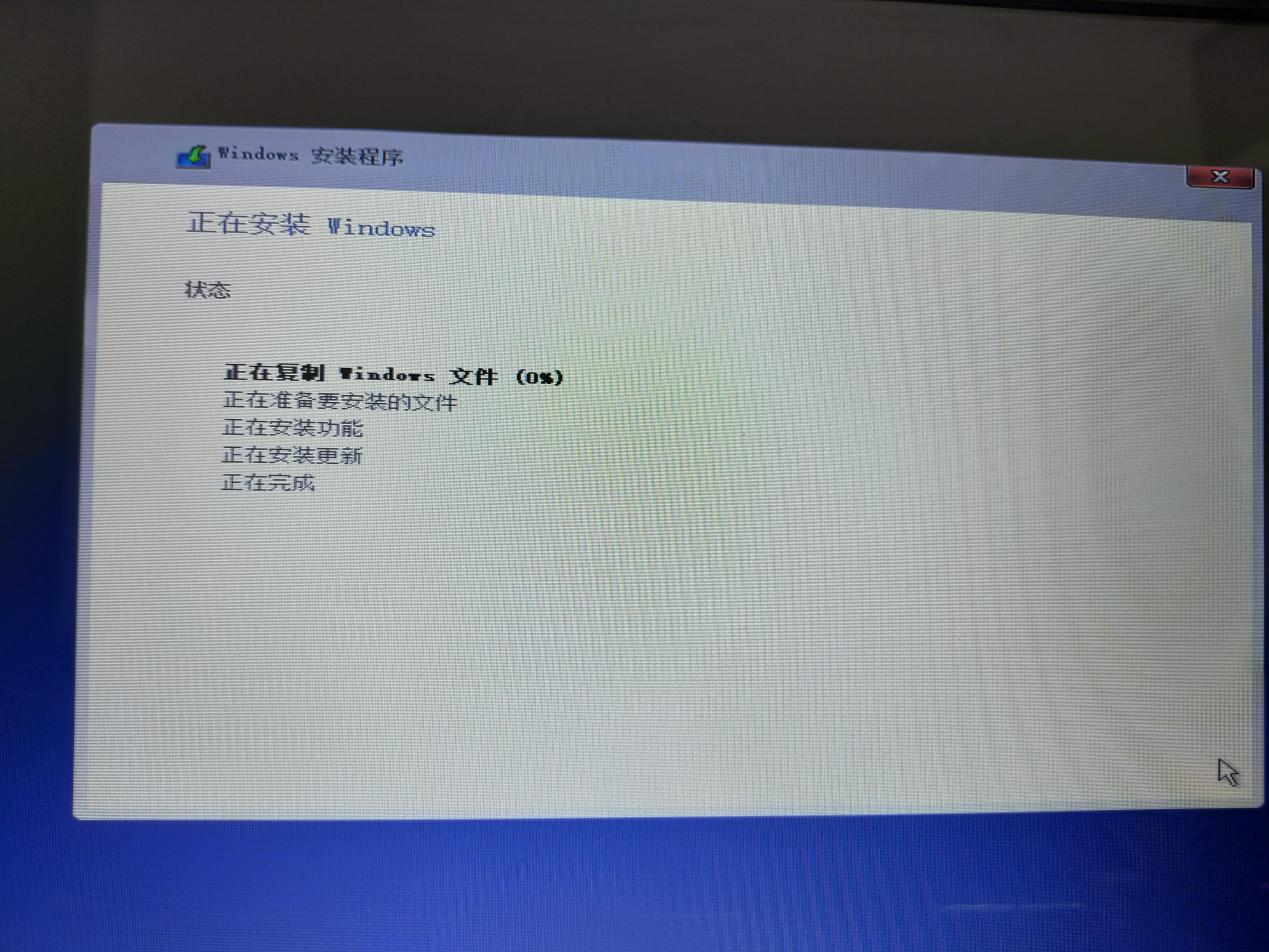 Windows 安装程序
正在安装 Windows
状态
正在复制 Windows 文件 (0%)
正在准备要安装的文件
正在安装功能
正在安装更新
正在完成